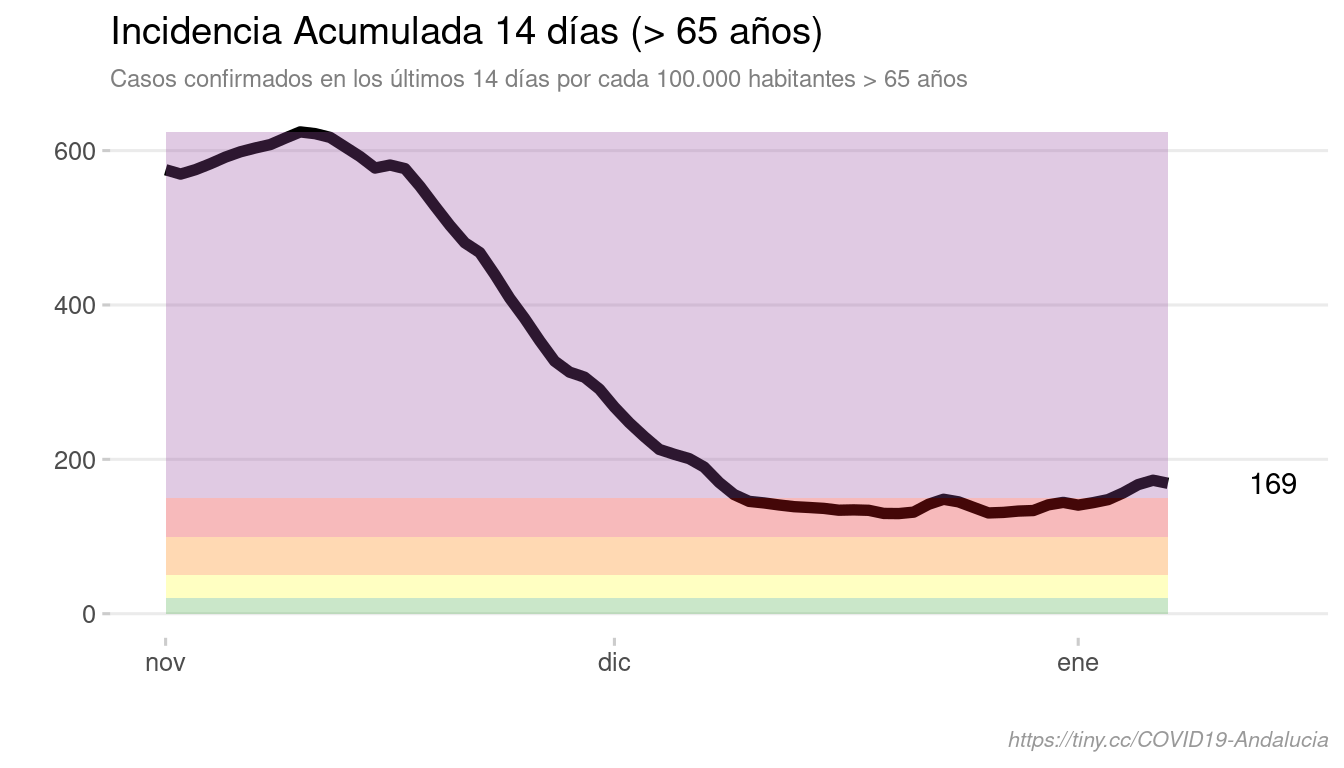 Incidencia Acumulada 14 días (> 65 años)
Casos confirmados en los últimos 14 días por cada 100.000 habitantes > 65 años
600
400
200
169
0
nov dic ene
https://tiny.cc/COVID19-Andalucia